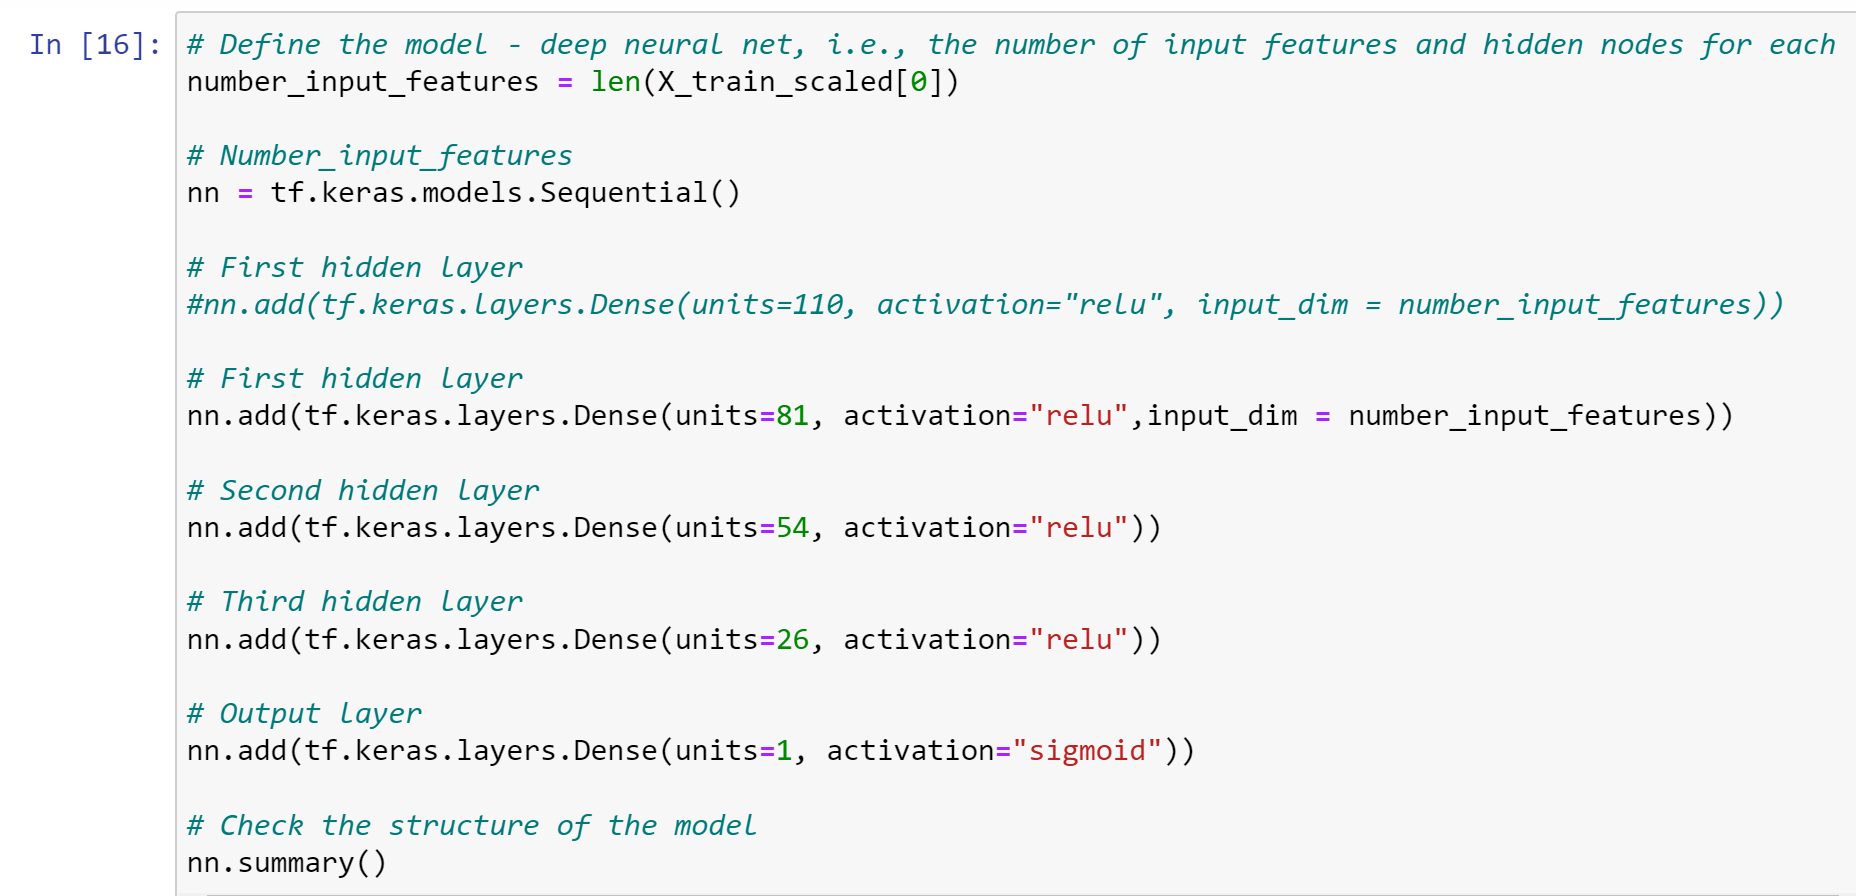 In [16]: # Define the model - deep neural net, i.e., the number of input features and hidden nodes for each
number_input_features = len(X_train_scaled[0])
# Number_input_features
nn = tf.keras.models.Sequential()
# First hidden layer
#nn.add(tf.keras.layers.Dense(units=110, activation="relu", input_dim = number_input_features))
# First hidden layer
nn.add(tf.keras.layers.Dense(units=81, activation="relu",input_dim = number_input_features))
# Second hidden layer
nn.add(tf.keras.layers.Dense(units=54, activation="relu"))
# Third hidden layer
nn.add(tf.keras.layers.Dense(units=26, activation="relu"))
# Output layer
nn.add(tf.keras.layers.Dense(units=1, activation="sigmoid"))
# Check the structure of the model
nn.summary()